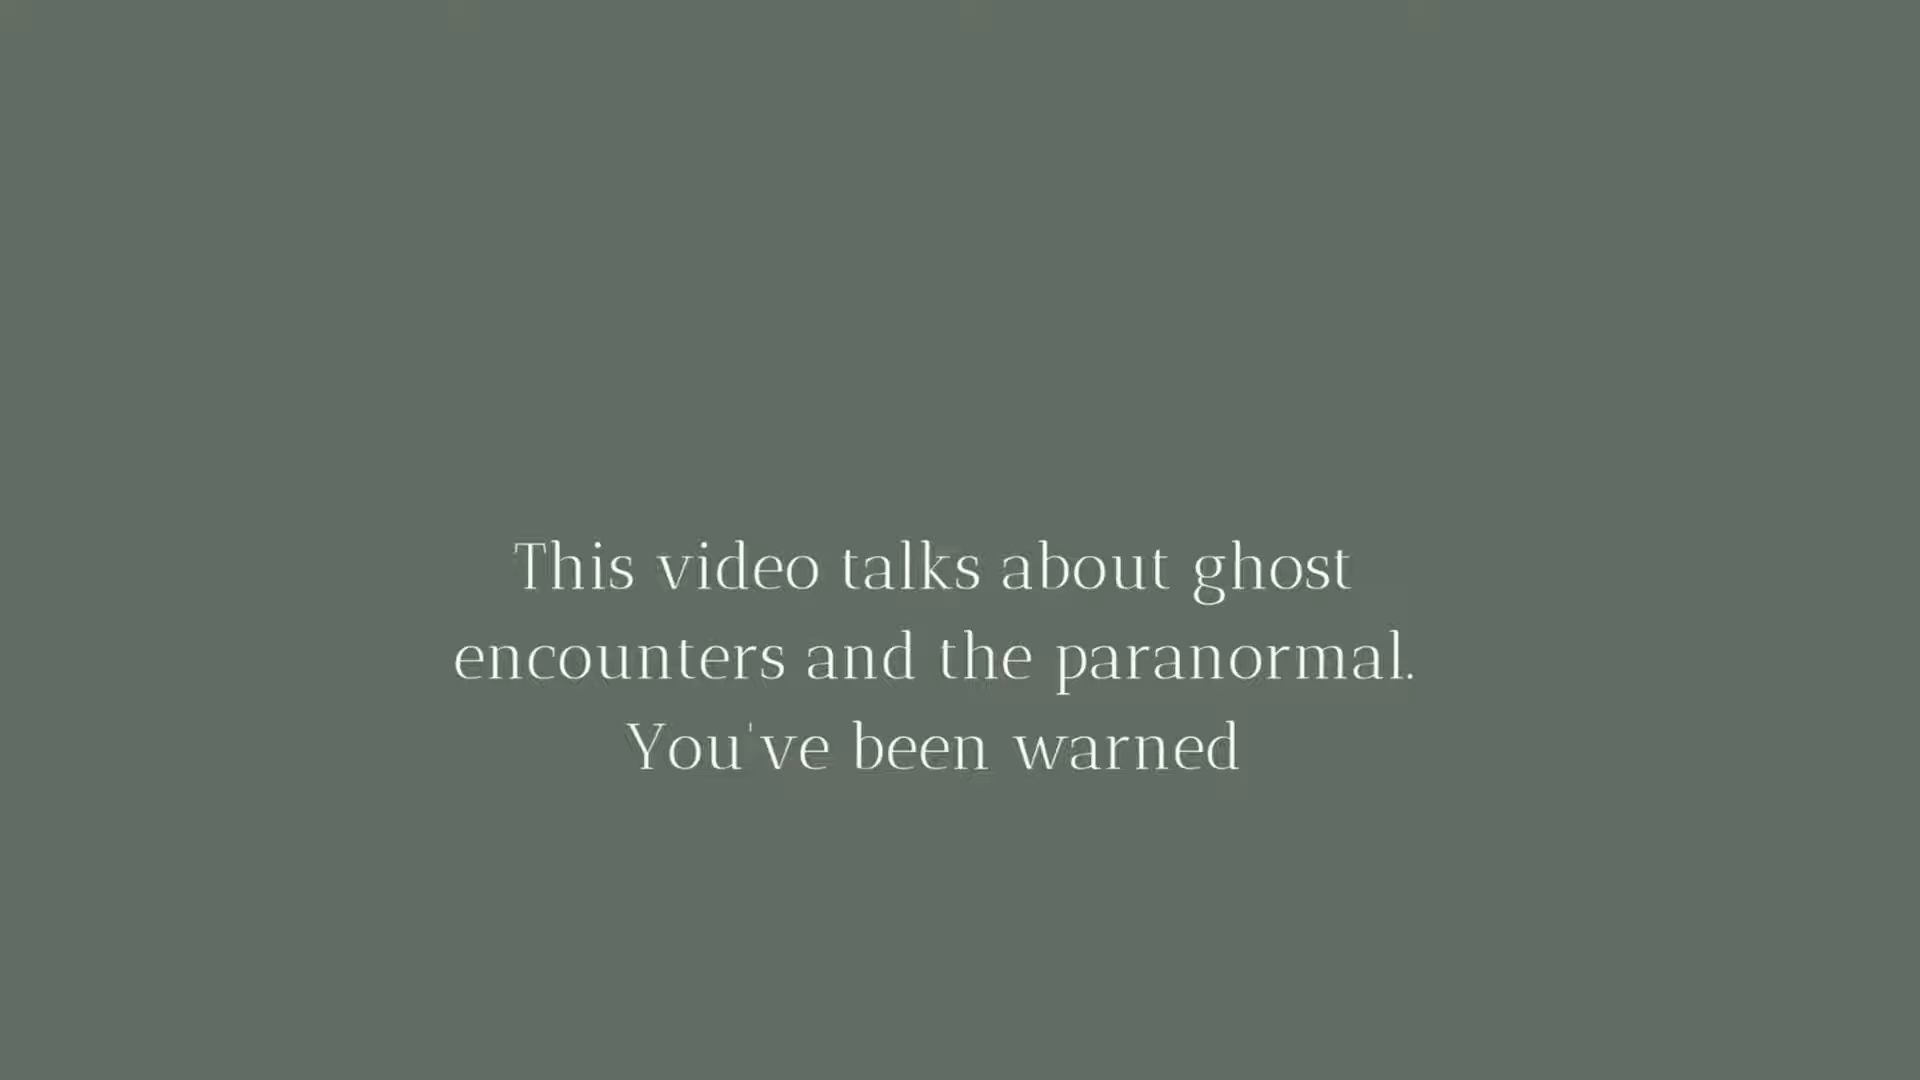 This video talks about ghost
encounters and the paranormal.
You've been warned